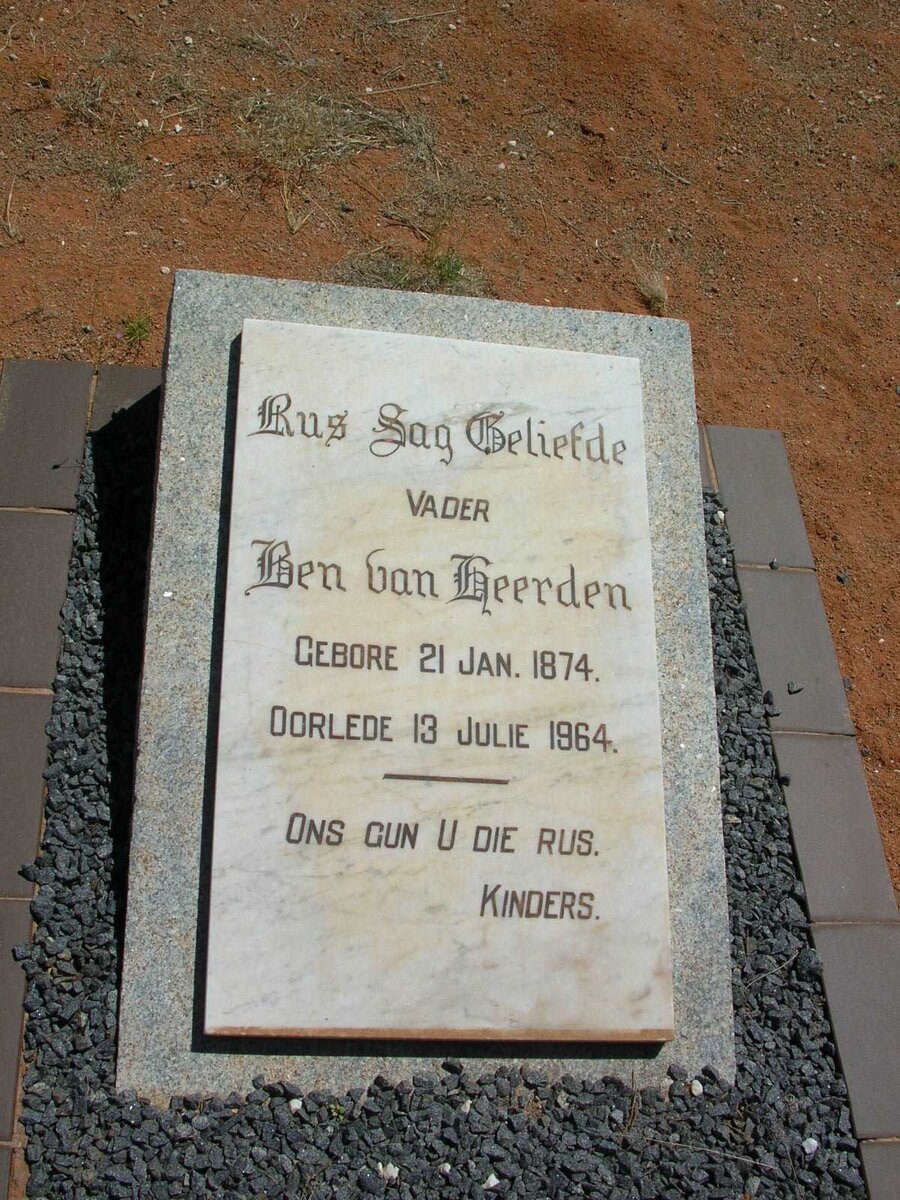 Rus Sag Geliefde
VADER
Ben van Heerden
GEBORE 21 JAN. 1874.
OORLEDE 13 JULIE 1964.
ONS GUN U DIE RUS.
KINDERS.